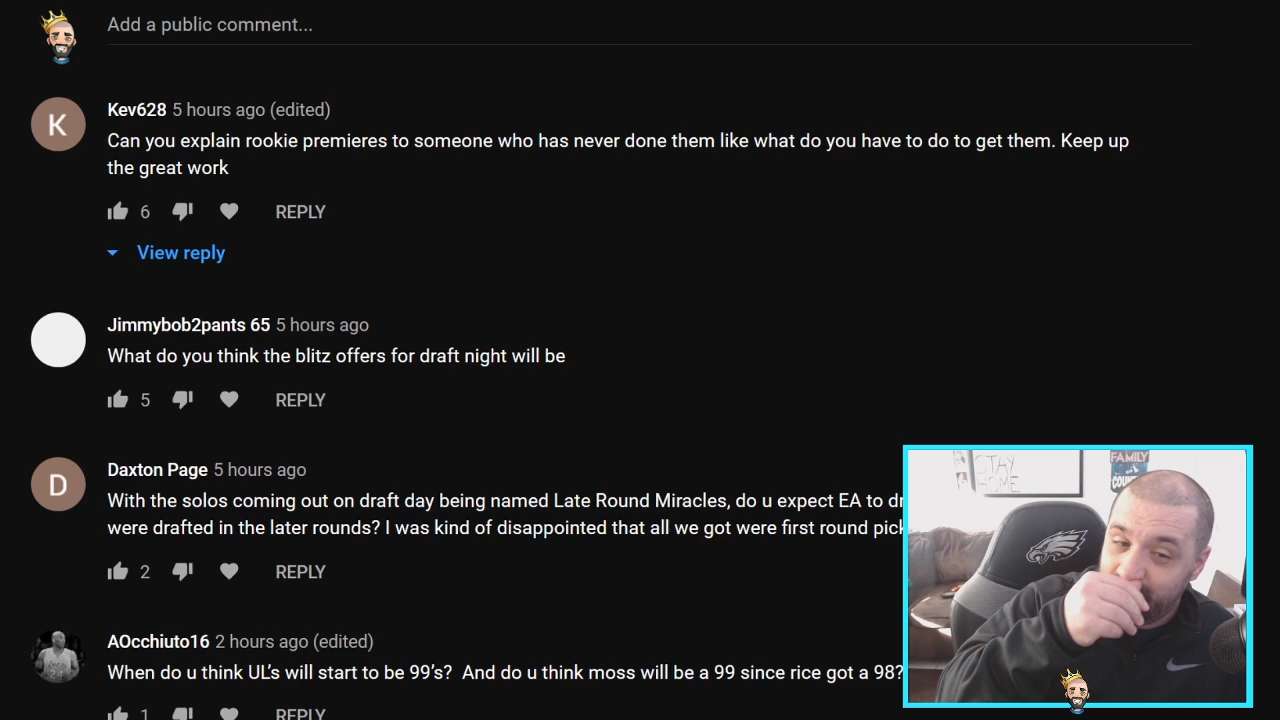 Add a public comment...
K
Kev628 5 hours ago (edited)
Can you explain rookie premieres to someone who has never done them like what do you have to do to get them. Keep up
the great work
6 REPLY
View reply
Jimmybob2pants 65 5 hours ago
What do you think the blitz offers for draft night will be
5 REPLY
D
Daxton Page 5 hours ago
With the solos coming out on draft day being named Late Round Miracles, do u expect EA to
were drafted in the later rounds? I was kind of disappointed that all we got were first round
2 REPLY
AOcchiuto16 2 hours ago (edited)
When do u think UL’s will start to be 99’s?  And do u think moss will be a 99 since rice got a 98?
1 REPLY
STAY
HOME
FAMILY